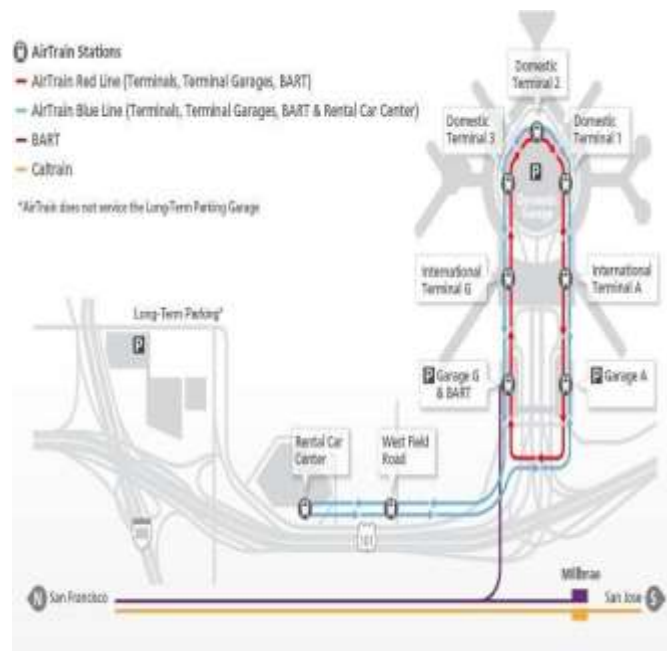 AirTrain Stations
AirTrain Red Line (Terminals, Terminal Garages, BART)
AirTrain Blue Line (Terminals, Terminal Garages, BART & Rental Car Center)
BART
Caltrain
*AirTrain does not service the Long-Term Parking Garage
Domestic
Terminal 2
Domestic
Terminal 3
Domestic
Terminal 1
P
Garage
International
Terminal G
International
Terminal A
Long-Term Parking*
P
P Garage G
& BART
P Garage A
Rental Car
Center
West Field
Road
101
Millbrae
N San Francisco
San Jose S